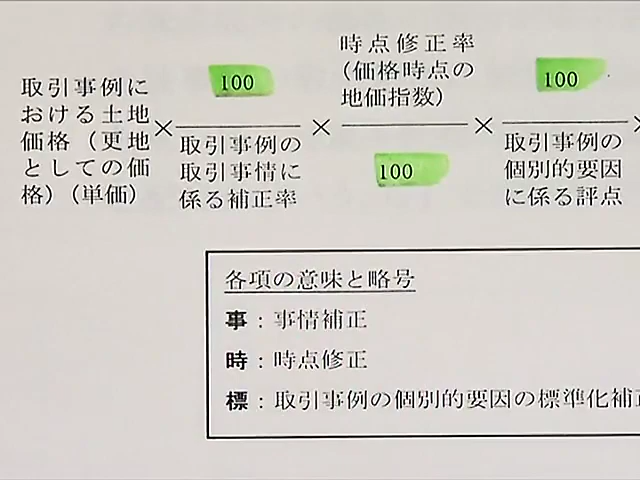 取引事例に
おける土地
価格（更地
としての価
格）（単価）
×
100
取引事例の
取引事情に
係る補正率
×
時点修正率
（価格時点の
地価指数）
100
×
100
取引事例の
個別的要因
に係る評点
×
各項の意味と略号
事：事情補正
時：時点修正
標：取引事例の個別的要因の標準化補正